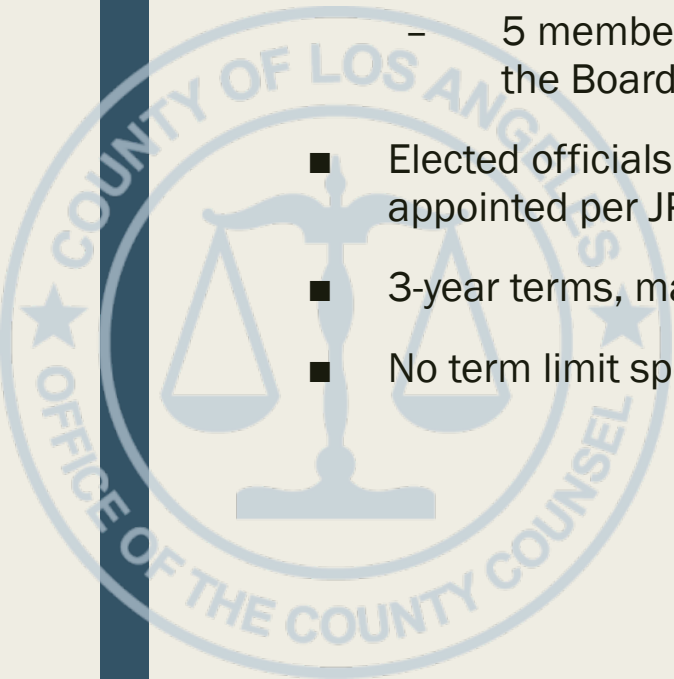 – 5 membe
the Board
■ Elected officials
appointed per JP
■ 3-year terms, ma
■ No term limit sp
COUNTY OF LOS ANGELES
OFFICE OF THE COUNTY COUNSEL